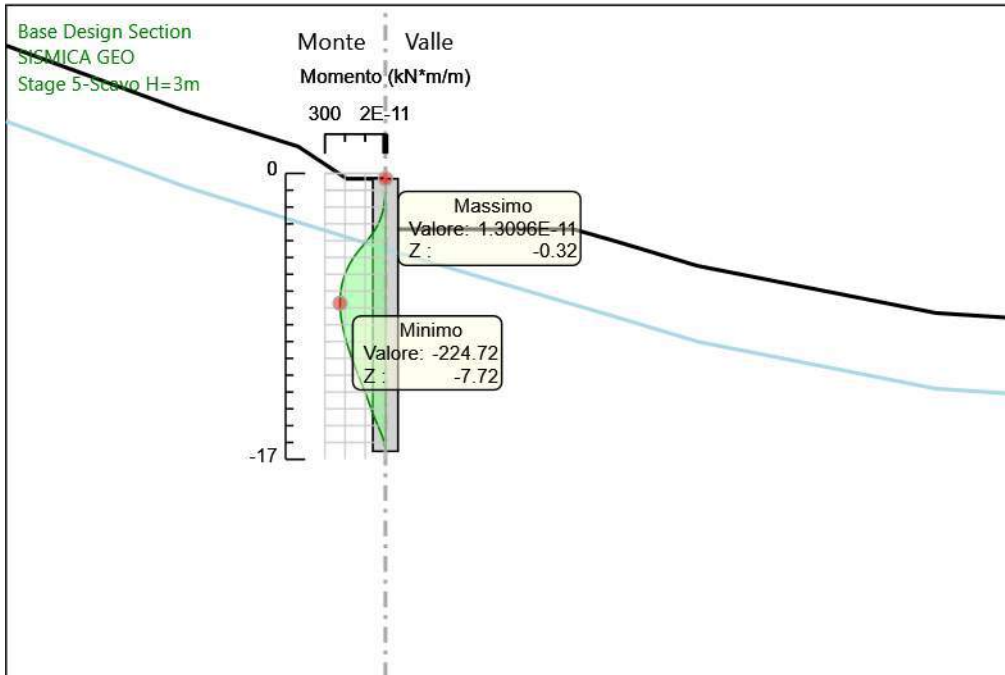 Base Design Section
SISMICA GEO
Stage 5-Scavo H=3m
Monte Valle
Momento (kN*m/m)
300 2E-11
0
Massimo
Valore: 1.3096E-11
Z : -0.32
Minimo
Valore: -224.72
Z : -7.72
-17